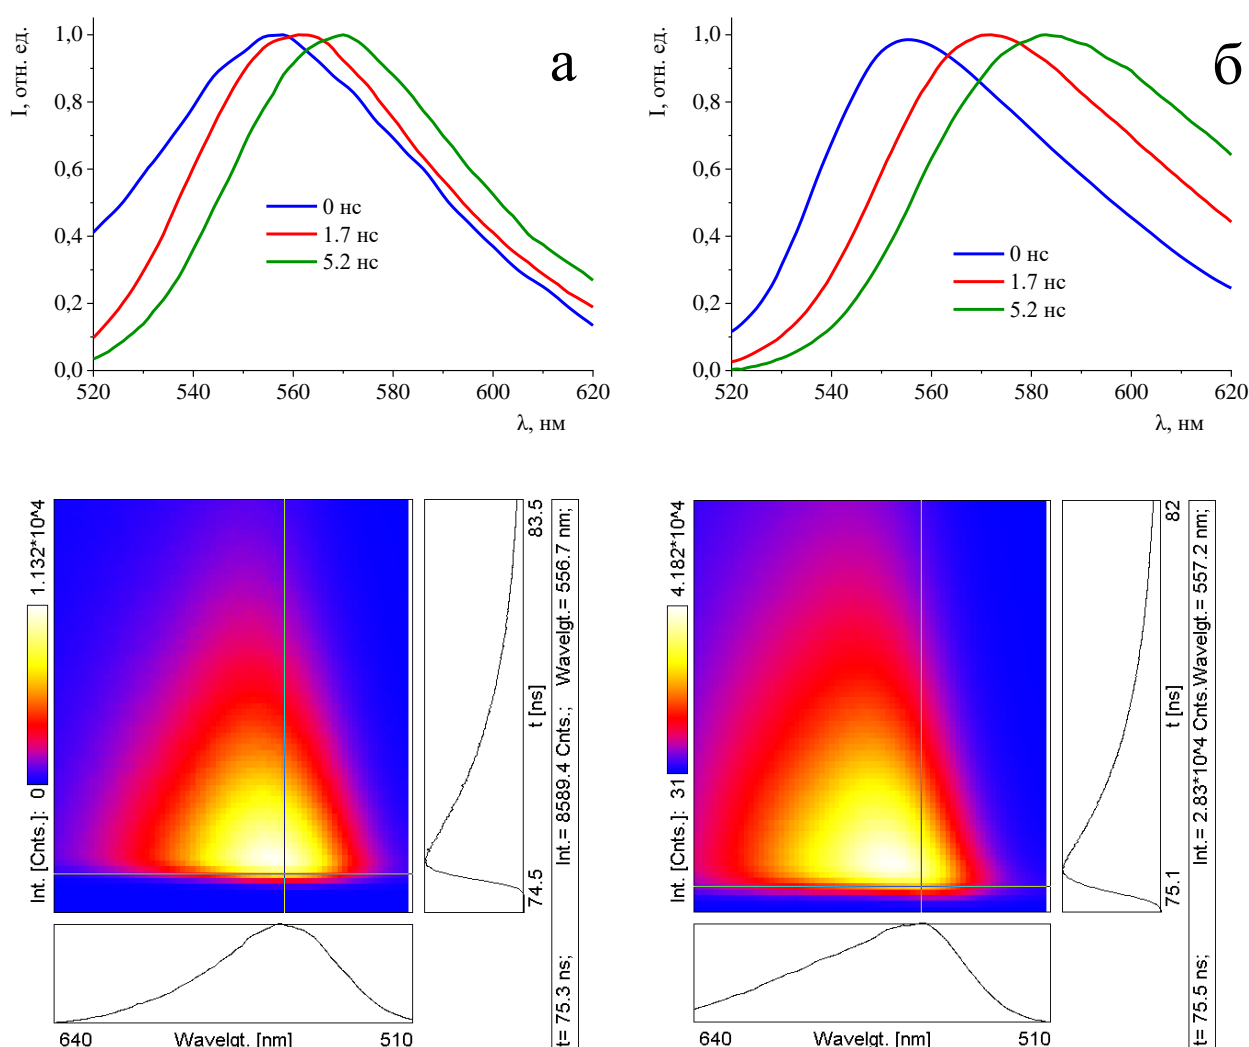 I, отн. ед.
1,0
0,8
0,6
0,4
0,2
0,0
520 540 560 580 600 620
λ, нм
а
0 нс
1.7 нс
5.2 нс
I, отн. ед.
1,0
0,8
0,6
0,4
0,2
0,0
520 540 560 580 600 620
λ, нм
б
0 нс
1.7 нс
5.2 нс
Int. [Cnts.]: 0 1.132*10^4
74.5 t [ns] 83.5
t= 75.3 ns; Int.= 8589.4 Cnts.; Wavelgt.= 556.7 nm;
640 Wavelgt. [nm] 510
Int. [Cnts.]: 31 4.182*10^4
75.1 t [ns] 82
t= 75.5 ns; Int.= 2.83*10^4 Cnts.Wavelgt.= 557.2 nm;
640 Wavelgt. [nm] 510